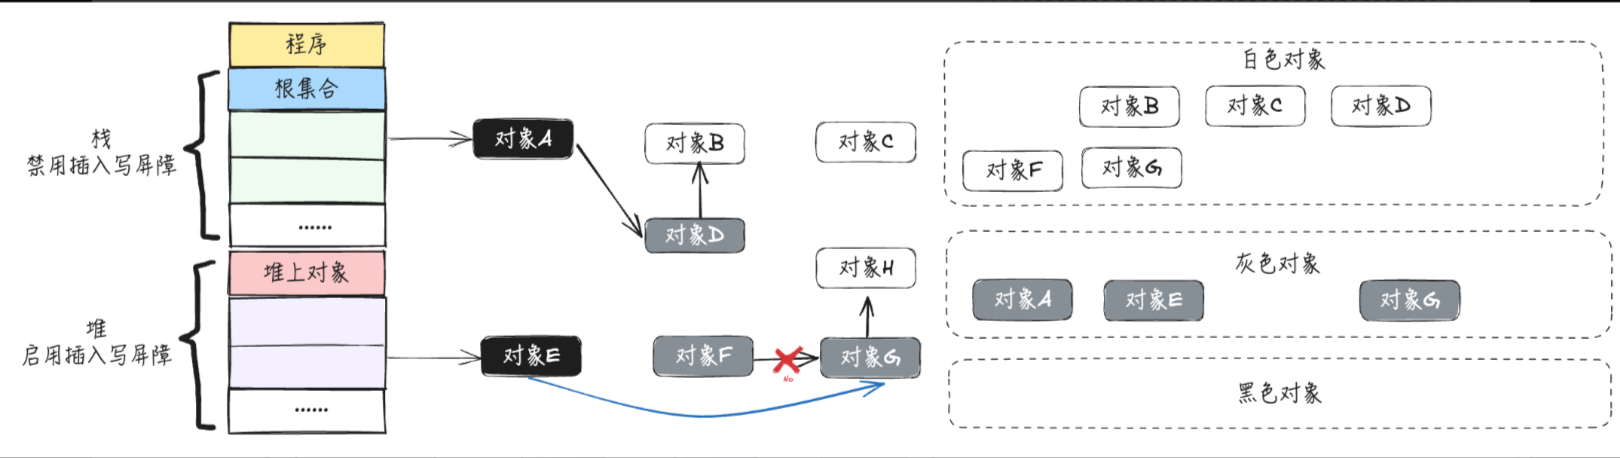 程序
根集合
栈
禁用插入写屏障
......
堆上对象
堆
启用插入写屏障
......
对象A
对象B
对象C
对象D
对象H
对象E
对象F
No
对象G
白色对象
对象B
对象C
对象D
对象F
对象G
灰色对象
对象A
对象E
对象G
黑色对象